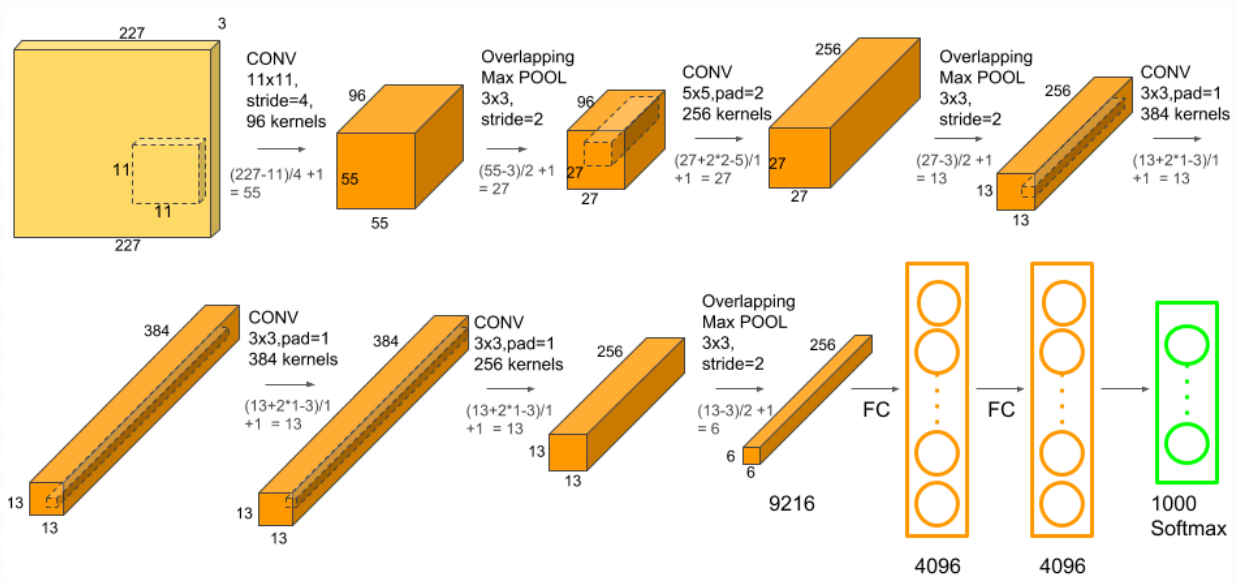 227
3
11
11
227
CONV
11x11,
stride=4,
96 kernels
(227-11)/4 +1
= 55
96
55
55
Overlapping
Max POOL
3x3,
stride=2
(55-3)/2 +1
= 27
96
27
27
CONV
5x5,pad=2
256 kernels
(27+2*2-5)/1
+1 = 27
256
27
27
Overlapping
Max POOL
3x3,
stride=2
(27-3)/2 +1
= 13
256
13
13
CONV
3x3,pad=1
384 kernels
(13+2*1-3)/1
+1 = 13
384
13
13
CONV
3x3,pad=1
384 kernels
(13+2*1-3)/1
+1 = 13
384
13
13
CONV
3x3,pad=1
256 kernels
(13+2*1-3)/1
+1 = 13
256
13
13
Overlapping
Max POOL
3x3,
stride=2
(13-3)/2 +1
= 6
256
6
6
9216
FC
4096
FC
4096
1000
Softmax